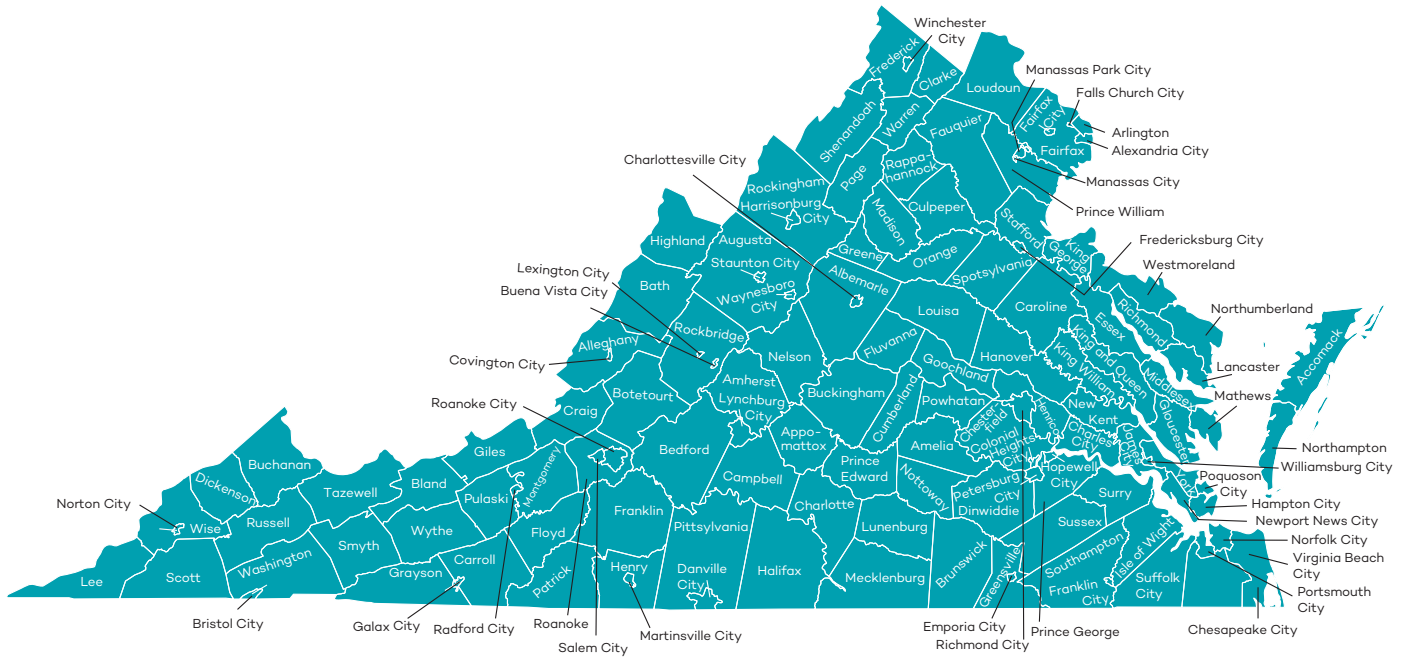 Winchester
City
Frederick
Clarke
Loudoun
Manassas Park City
Falls Church City
Fairfax
City
Arlington
Alexandria City
Fairfax
Manassas City
Prince William
Shenandoah
Warren
Fauquier
Charlottesville City
Page
Rappa-
hannock
Rockingham
Harrisonburg
City
Madison
Culpeper
Stafford
King
George
Fredericksburg City
Westmoreland
Highland
Augusta
Greene
Orange
Spotsylvania
Lexington City
Staunton City
Buena Vista City
Bath
Waynesboro
City
Albemarle
Louisa
Caroline
Richmond
Northumberland
Essex
Rockbridge
Alleghany
Covington City
Nelson
Fluvanna
Goochland
Hanover
King and Queen
King William
Lancaster
Middlesex
Mathews
Accomack
Roanoke City
Botetourt
Amherst
Lynchburg
City
Buckingham
Cumberland
Powhatan
Henrico
New
Kent
Gloucester
Craig
Chester
field
Charles
City
James
City
Northampton
Giles
Bedford
Appo-
mattox
Amelia
Colonial
Heights
City
Williamsburg City
Buchanan
Dickenson
Tazewell
Bland
Montgomery
Campbell
Prince
Edward
Nottoway
Hopewell
City
York
Poquoson
City
Pulaski
Petersburg
City
Dinwiddie
Surry
Hampton City
Norton City
Wise
Russell
Wythe
Franklin
Pittsylvania
Charlotte
Lunenburg
Sussex
Newport News City
Smyth
Floyd
Norfolk City
Southampton
Isle of Wight
Virginia Beach
City
Lee
Scott
Washington
Grayson
Carroll
Patrick
Henry
Danville
City
Halifax
Mecklenburg
Brunswick
Greensville
Franklin
City
Suffolk
City
Portsmouth
City
Bristol City
Galax City
Radford City
Roanoke
Salem City
Martinsville City
Emporia City
Richmond City
Prince George
Chesapeake City